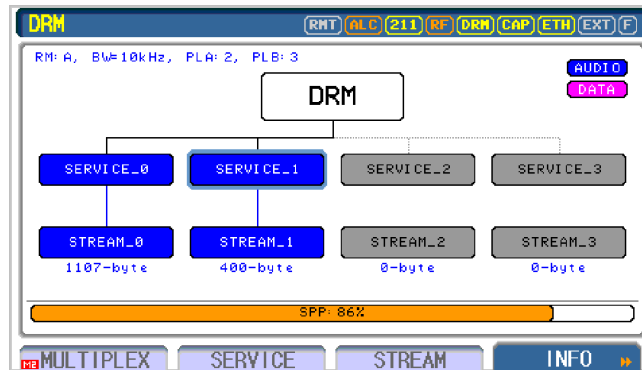 DRM RMT ALC 211 RF DRM CAP ETH EXT F
RM: A, BW=10kHz, PLA: 2, PLB: 3
AUDIO
DATA
DRM
SERVICE_0 SERVICE_1 SERVICE_2 SERVICE_3
STREAM_0 STREAM_1 STREAM_2 STREAM_3
1107-byte 400-byte 0-byte 0-byte
SPP: 86%
M2 MULTIPLEX SERVICE STREAM INFO